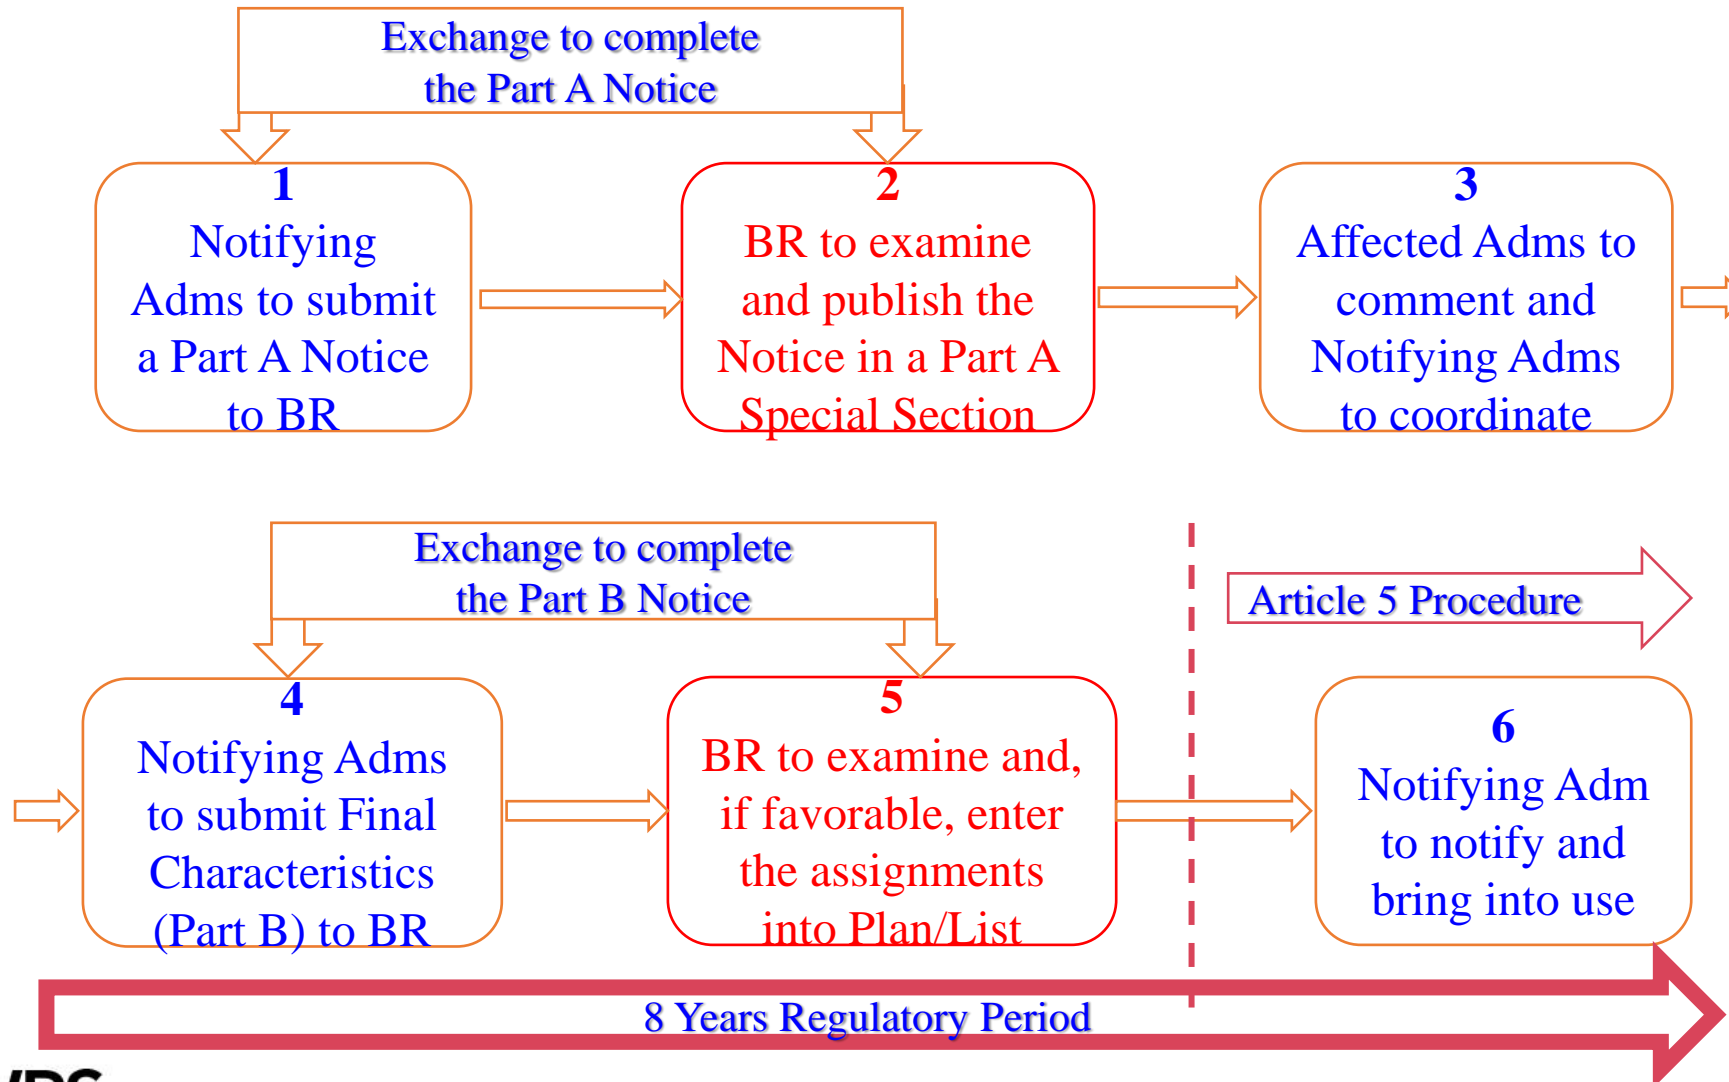 Exchange to complete
the Part A Notice
1
Notifying
Adms to submit
a Part A Notice
to BR
2
BR to examine
and publish the
Notice in a Part A
Special Section
3
Affected Adms to
comment and
Notifying Adms
to coordinate
Exchange to complete
the Part B Notice
Article 5 Procedure
4
Notifying Adms
to submit Final
Characteristics
(Part B) to BR
5
BR to examine and,
if favorable, enter
the assignments
into Plan/List
6
Notifying Adm
to notify and
bring into use
8 Years Regulatory Period